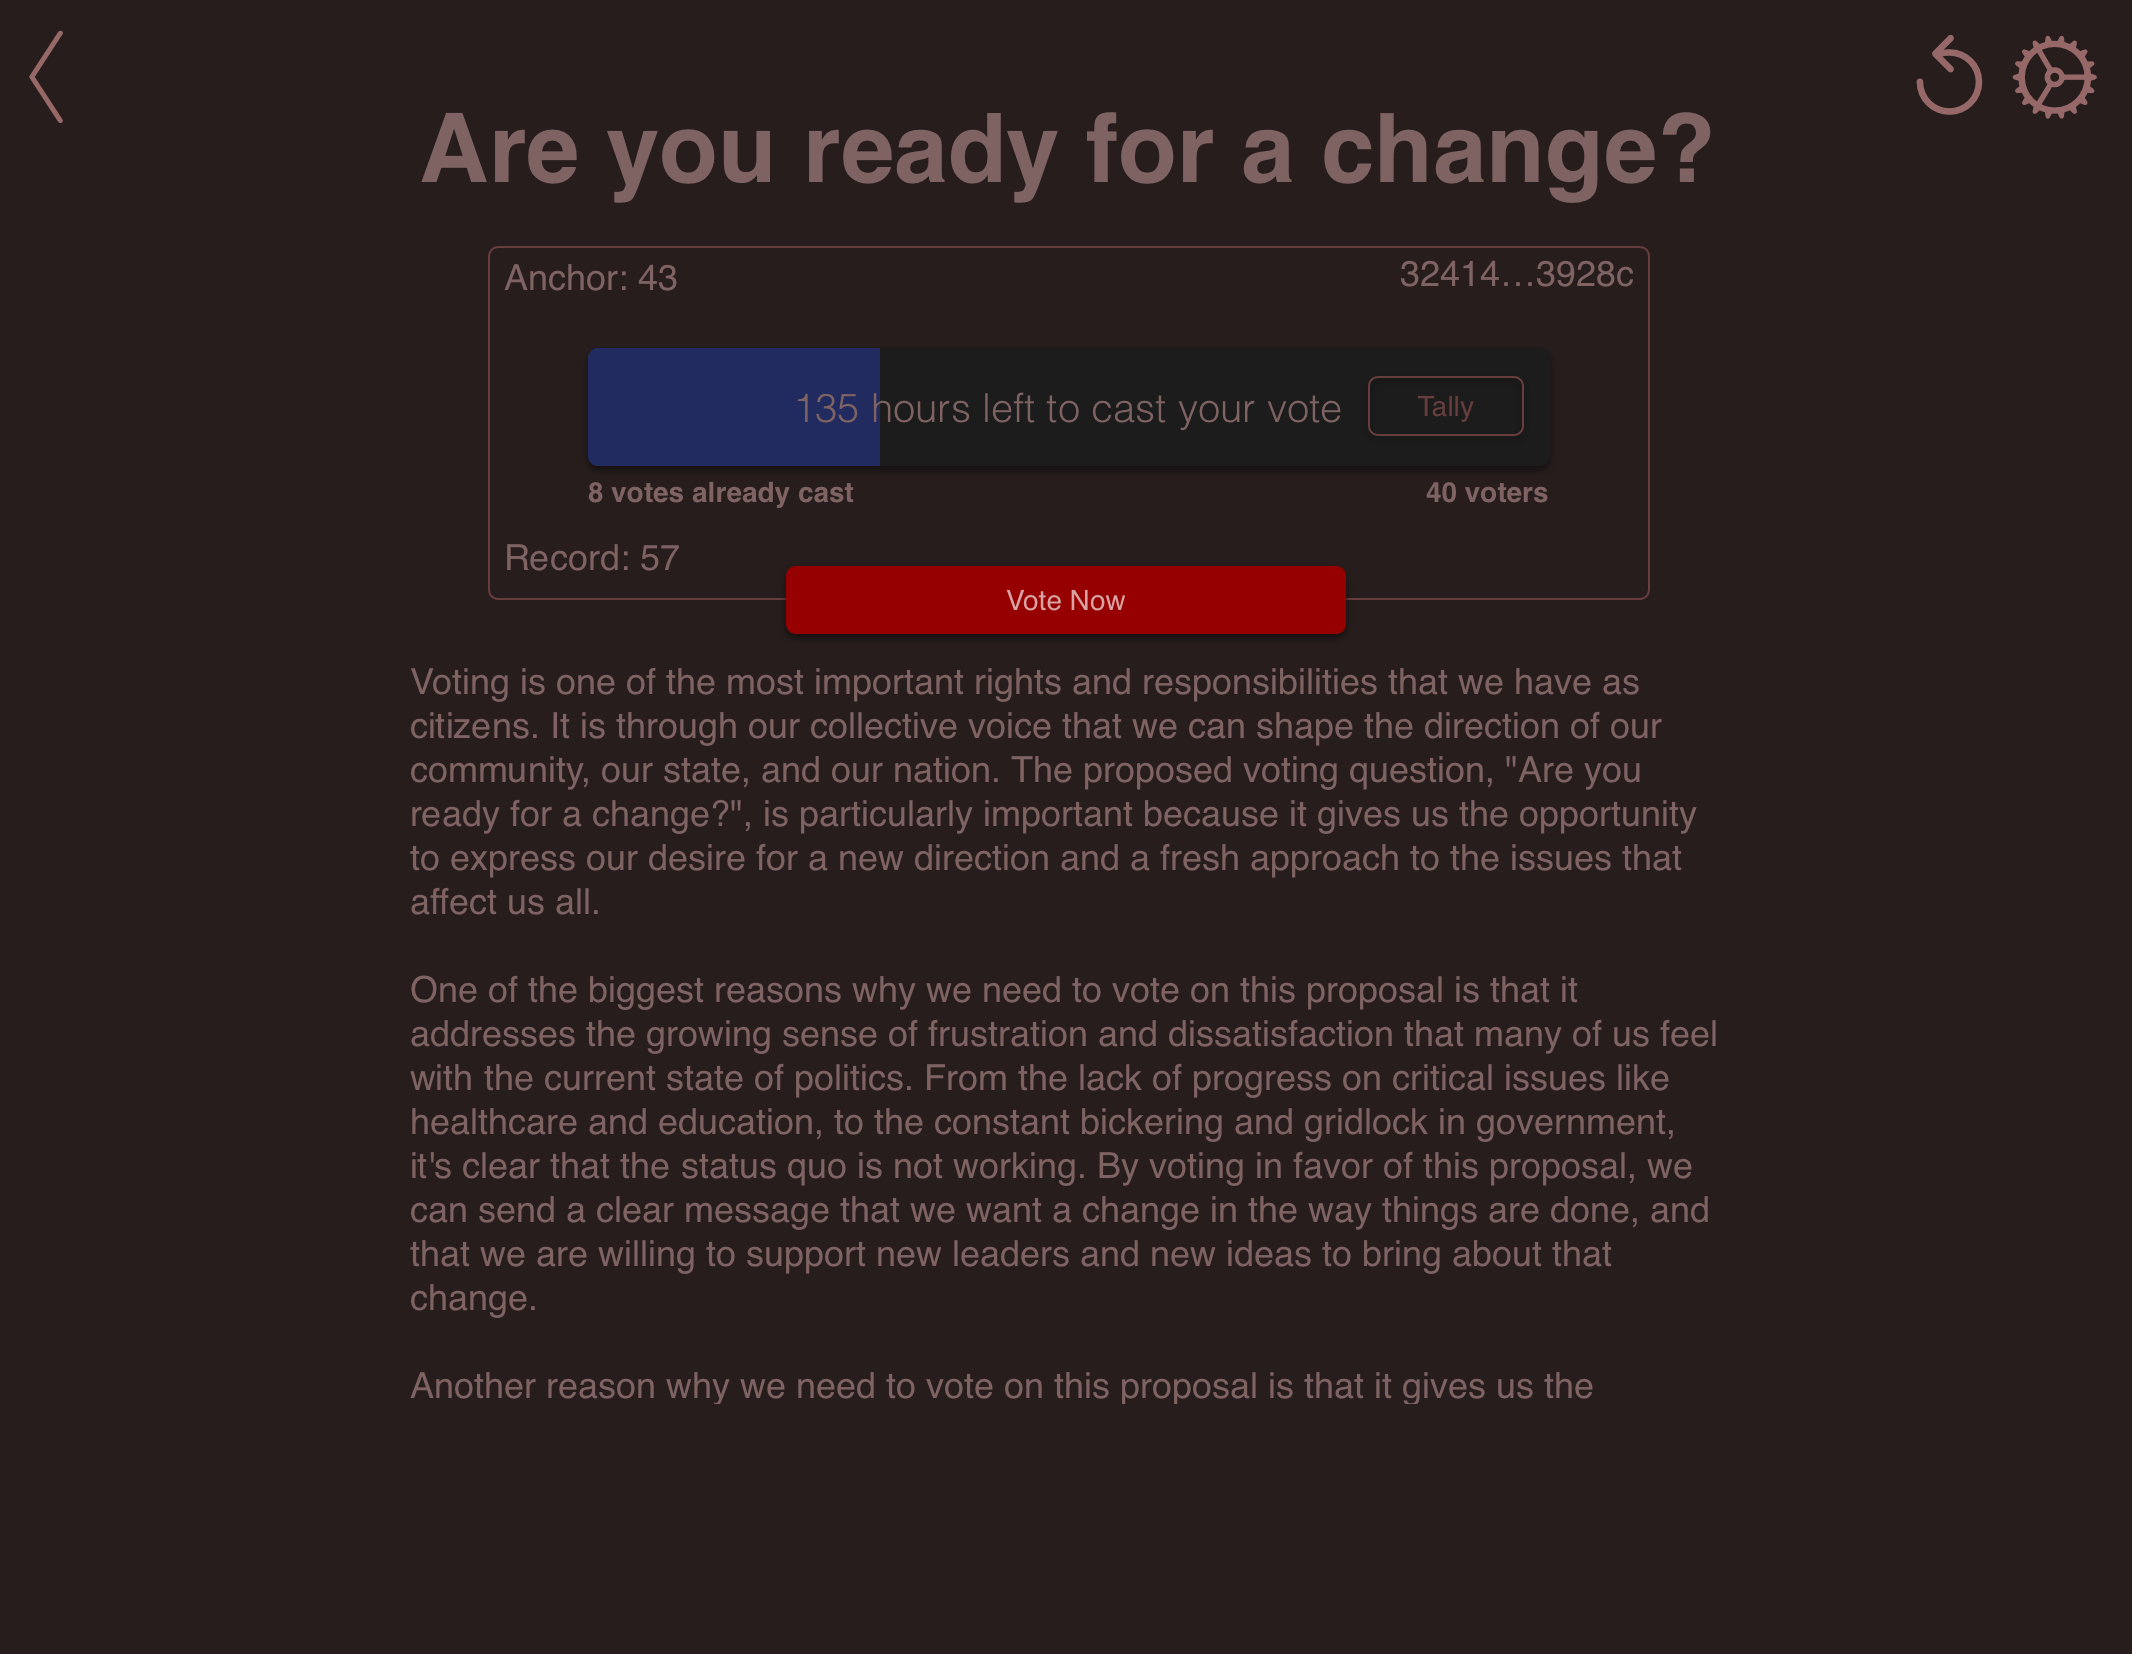 Are you ready for a change?
Anchor: 43
32414…3928c
135 hours left to cast your vote
Tally
8 votes already cast
40 voters
Record: 57
Vote Now
Voting is one of the most important rights and responsibilities that we have as
citizens. It is through our collective voice that we can shape the direction of our
community, our state, and our nation. The proposed voting question, "Are you
ready for a change?", is particularly important because it gives us the opportunity
to express our desire for a new direction and a fresh approach to the issues that
affect us all.
One of the biggest reasons why we need to vote on this proposal is that it
addresses the growing sense of frustration and dissatisfaction that many of us feel
with the current state of politics. From the lack of progress on critical issues like
healthcare and education, to the constant bickering and gridlock in government,
it's clear that the status quo is not working. By voting in favor of this proposal, we
can send a clear message that we want a change in the way things are done, and
that we are willing to support new leaders and new ideas to bring about that
change.
Another reason why we need to vote on this proposal is that it gives us the